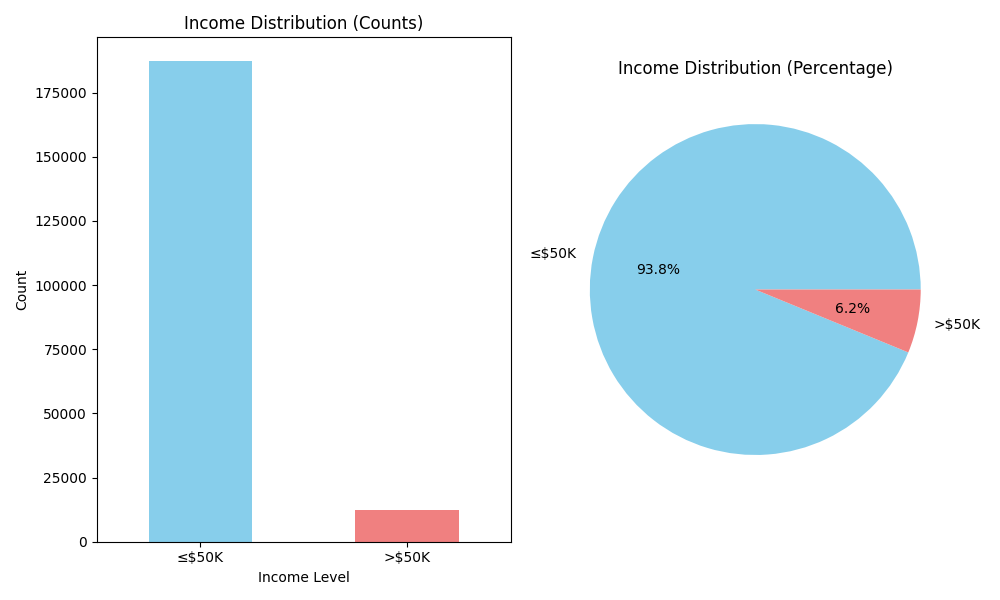 Income Distribution (Counts)
Count
175000
150000
125000
100000
75000
50000
25000
0
≤$50K
>$50K
Income Level
Income Distribution (Percentage)
≤$50K
93.8%
6.2%
>$50K